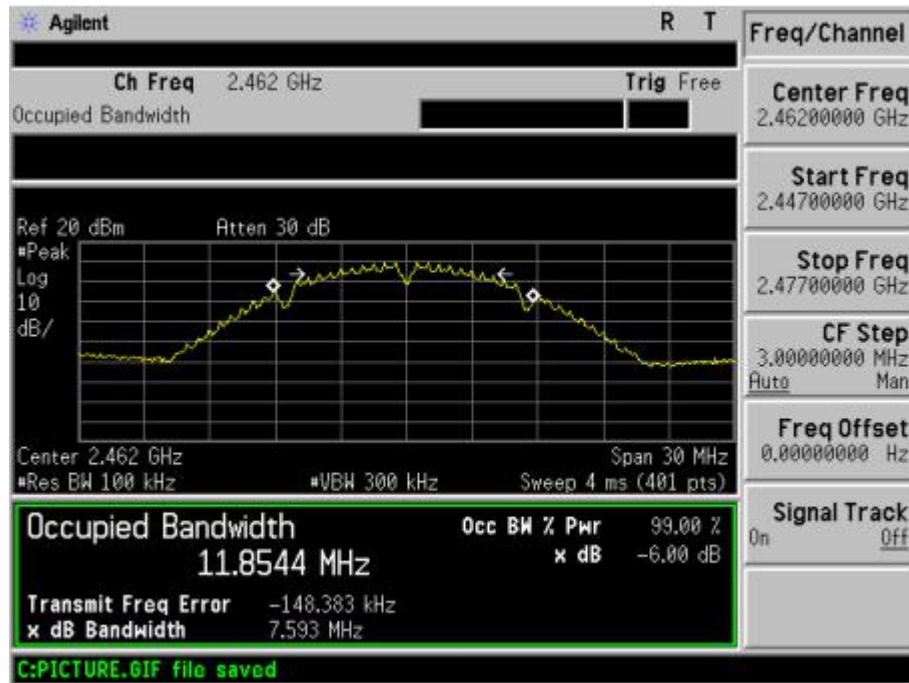 Agilent R T
Freq/Channel
Ch Freq 2.462 GHz Trig Free
Occupied Bandwidth
Center Freq
2.46200000 GHz
Start Freq
2.44700000 GHz
Stop Freq
2.47700000 GHz
CF Step
3.00000000 MHz
Auto Man
Freq Offset
0.00000000 Hz
Signal Track
On Off
Ref 20 dBm Atten 30 dB
#Peak
Log
10
dB/
Center 2.462 GHz Span 30 MHz
#Res BW 100 kHz #VBW 300 kHz Sweep 4 ms (401 pts)
Occupied Bandwidth Occ BW % Pwr 99.00 %
11.8544 MHz x dB -6.00 dB
Transmit Freq Error -148.383 kHz
x dB Bandwidth 7.593 MHz
C:PICTURE.GIF file saved